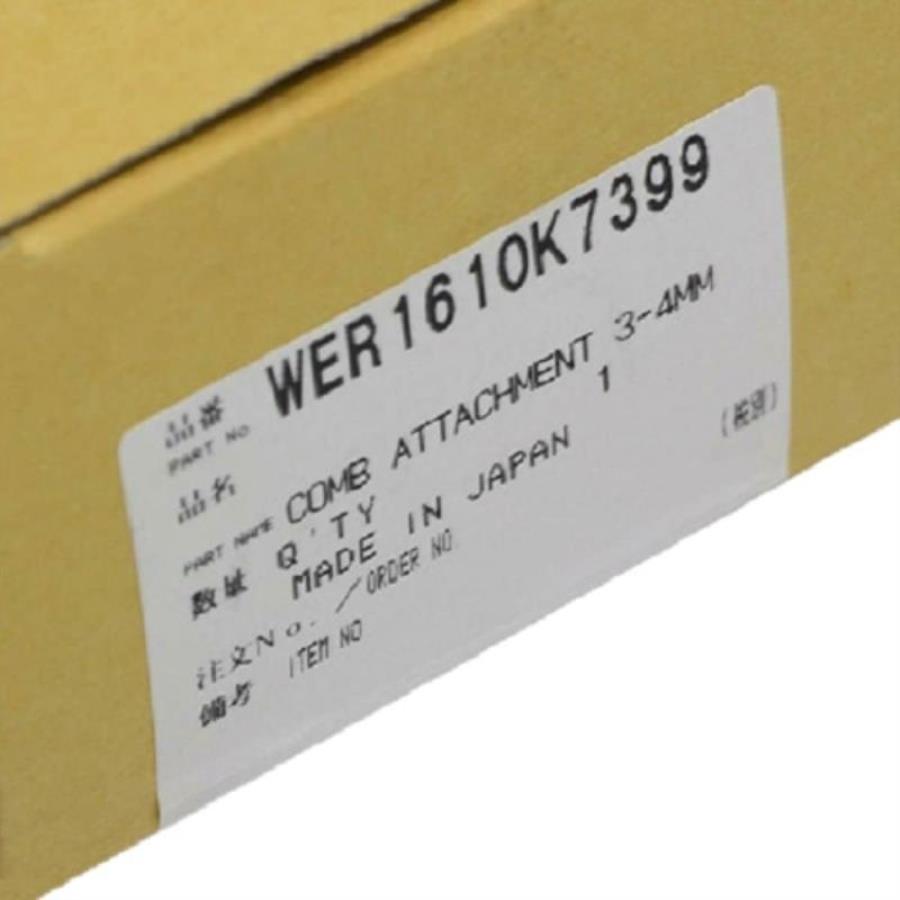 品番 WER1610K7399
PART NO.
品名 COMB ATTACHMENT 3-4MM
PART NAME
数量 Q'TY 1
MADE IN JAPAN (税別)
注文No. /ORDER NO.
備考 ITEM NO